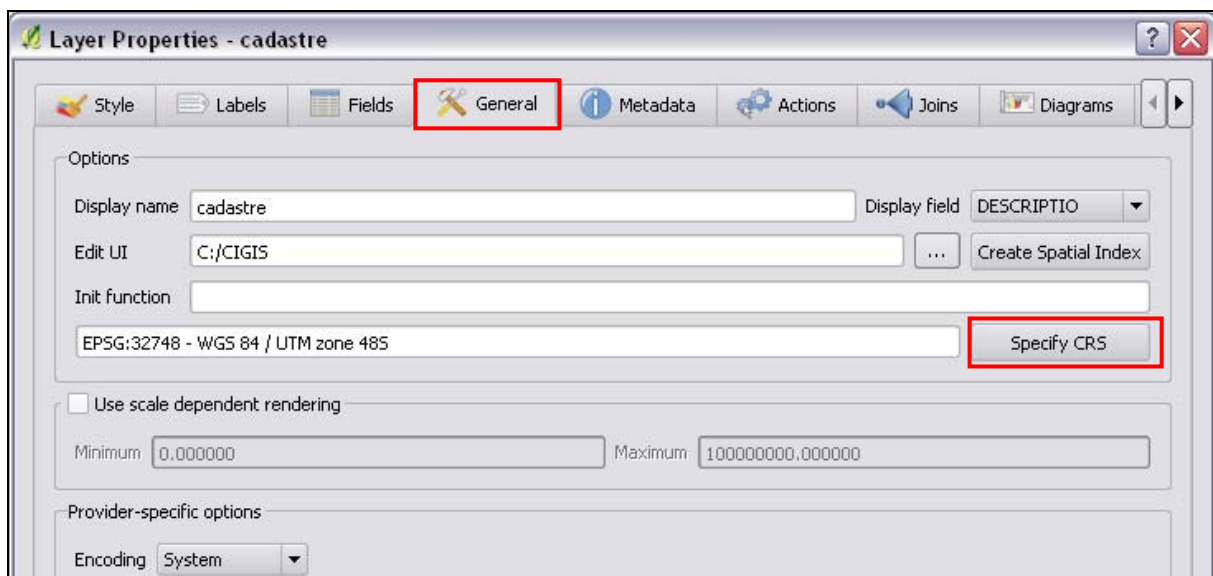 Layer Properties - cadastre
Style Labels Fields General Metadata Actions Joins Diagrams
Options
Display name cadastre Display field DESCRIPTIO
Edit UI C:/CIGIS ... Create Spatial Index
Init function
EPSG:32748 - WGS 84 / UTM zone 48S Specify CRS
Use scale dependent rendering
Minimum 0.000000 Maximum 100000000.000000
Provider-specific options
Encoding System